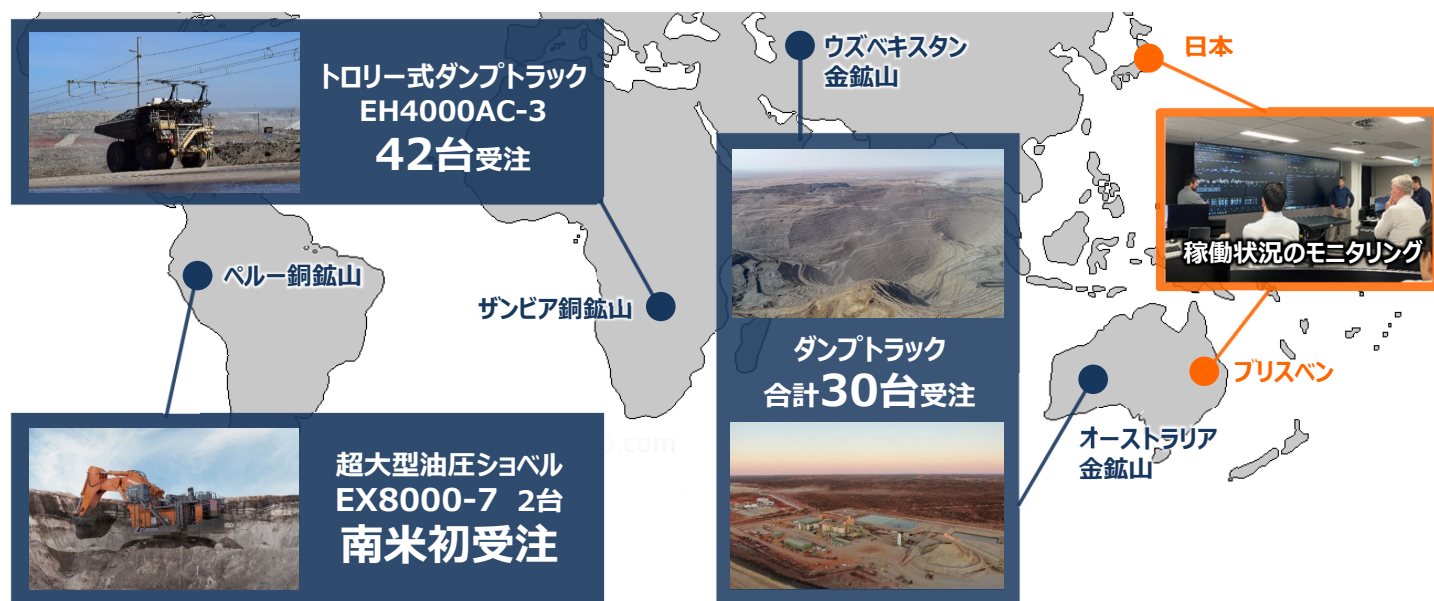 トロリー式ダンプトラック
EH4000AC-3
42台受注
ウズベキスタン
金鉱山
日本
稼働状況のモニタリング
ペルー銅鉱山
ザンビア銅鉱山
ダンプトラック
合計30台受注
ブリスベン
オーストラリア
金鉱山
超大型油圧ショベル
EX8000-7 2台
南米初受注